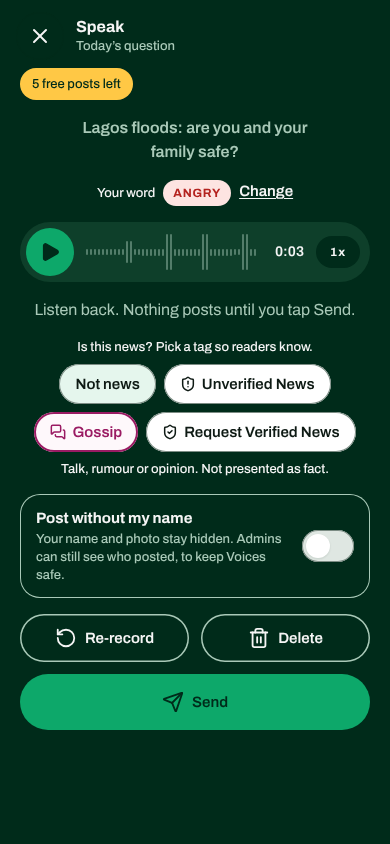 Speak
Today's question
5 free posts left
Lagos floods: are you and your
family safe?
Your word ANGRY Change
0:03 1x
Listen back. Nothing posts until you tap Send.
Is this news? Pick a tag so readers know.
Not news Unverified News
Gossip Request Verified News
Talk, rumour or opinion. Not presented as fact.
Post without my name
Your name and photo stay hidden. Admins
can still see who posted, to keep Voices
safe.
Re-record Delete
Send